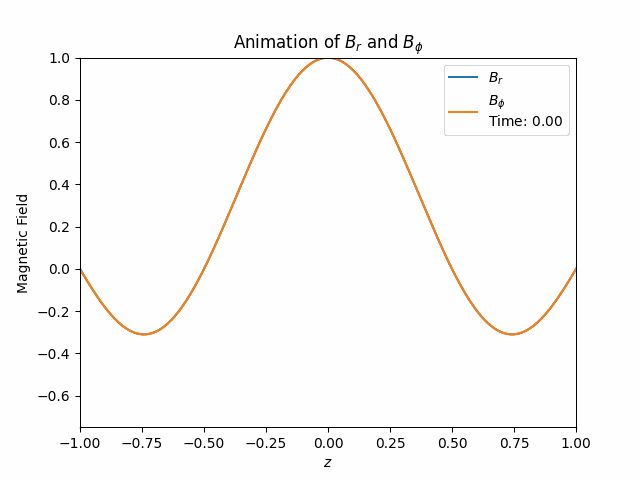 Animation of B_r and B_ϕ
B_r
B_ϕ
Time: 0.00
Magnetic Field
1.0
0.8
0.6
0.4
0.2
0.0
−0.2
−0.4
−0.6
−1.00 −0.75 −0.50 −0.25 0.00 0.25 0.50 0.75 1.00
z